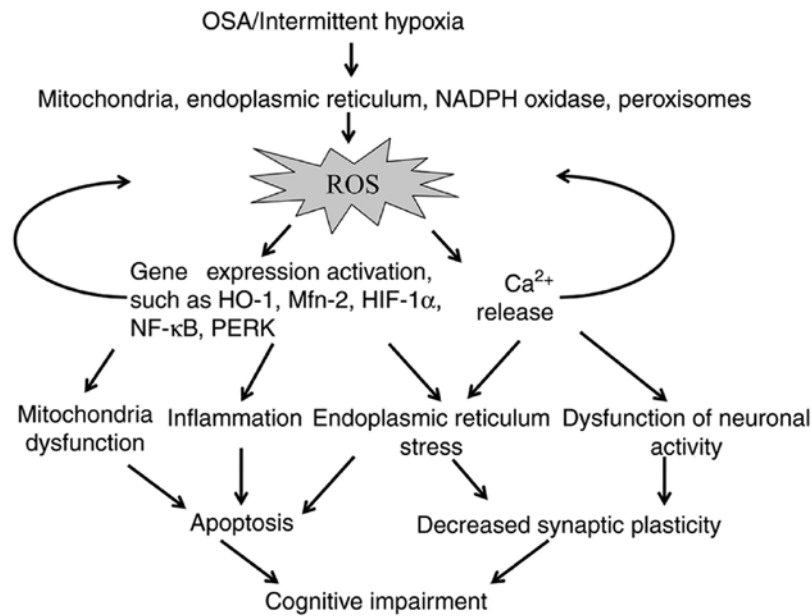 OSA/Intermittent hypoxia
Mitochondria, endoplasmic reticulum, NADPH oxidase, peroxisomes
ROS
Gene expression activation,
such as HO-1, Mfn-2, HIF-1α,
NF-κB, PERK
Ca²⁺
release
Mitochondria
dysfunction
Inflammation
Endoplasmic reticulum
stress
Dysfunction of neuronal
activity
Apoptosis
Decreased synaptic plasticity
Cognitive impairment